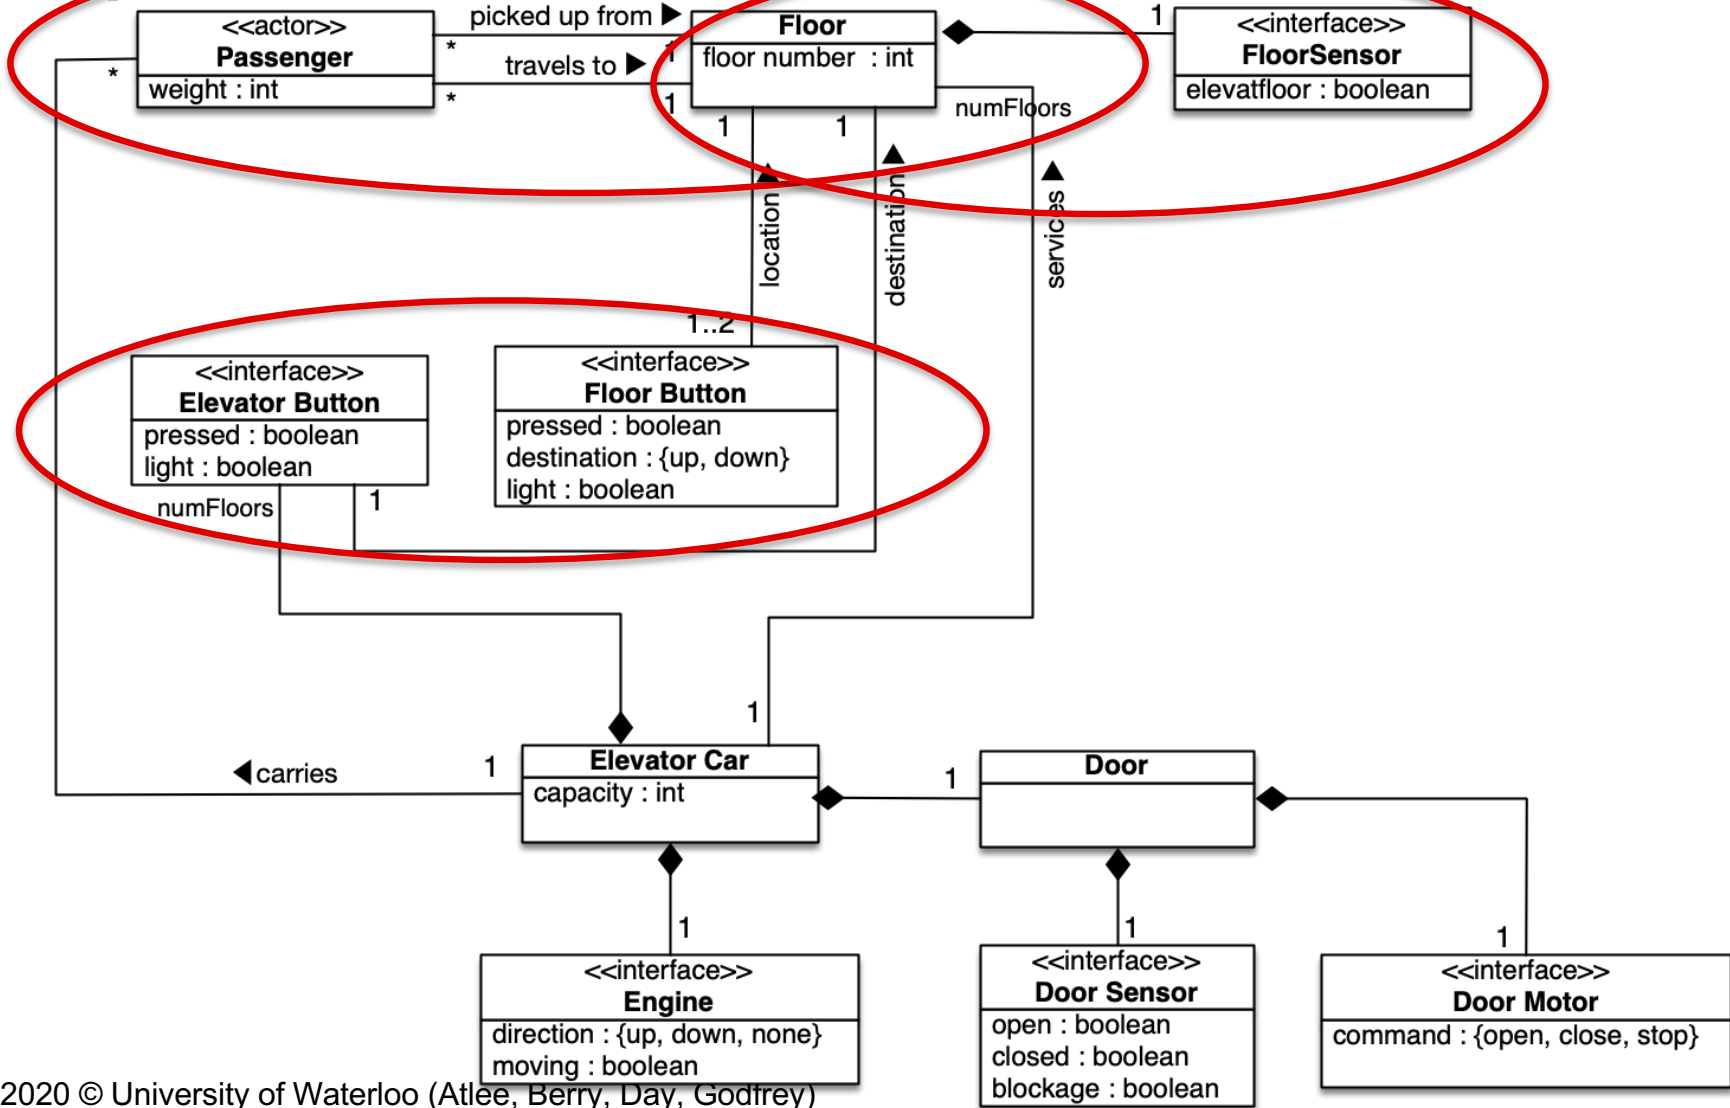 <<actor>>
Passenger
weight : int
*
picked up from ▶
*
1
travels to ▶
*
1
Floor
floor number : int
1
<<interface>>
FloorSensor
elevatfloor : boolean
numFloors
1
1
location ▶
destination ▶
services ▶
1..2
<<interface>>
Elevator Button
pressed : boolean
light : boolean
numFloors
1
<<interface>>
Floor Button
pressed : boolean
destination : {up, down}
light : boolean
1
◀ carries
1
Elevator Car
capacity : int
1
Door
1
1
1
<<interface>>
Engine
direction : {up, down, none}
moving : boolean
<<interface>>
Door Sensor
open : boolean
closed : boolean
blockage : boolean
<<interface>>
Door Motor
command : {open, close, stop}
2020 © University of Waterloo (Atlee, Berry, Day, Godfrey)